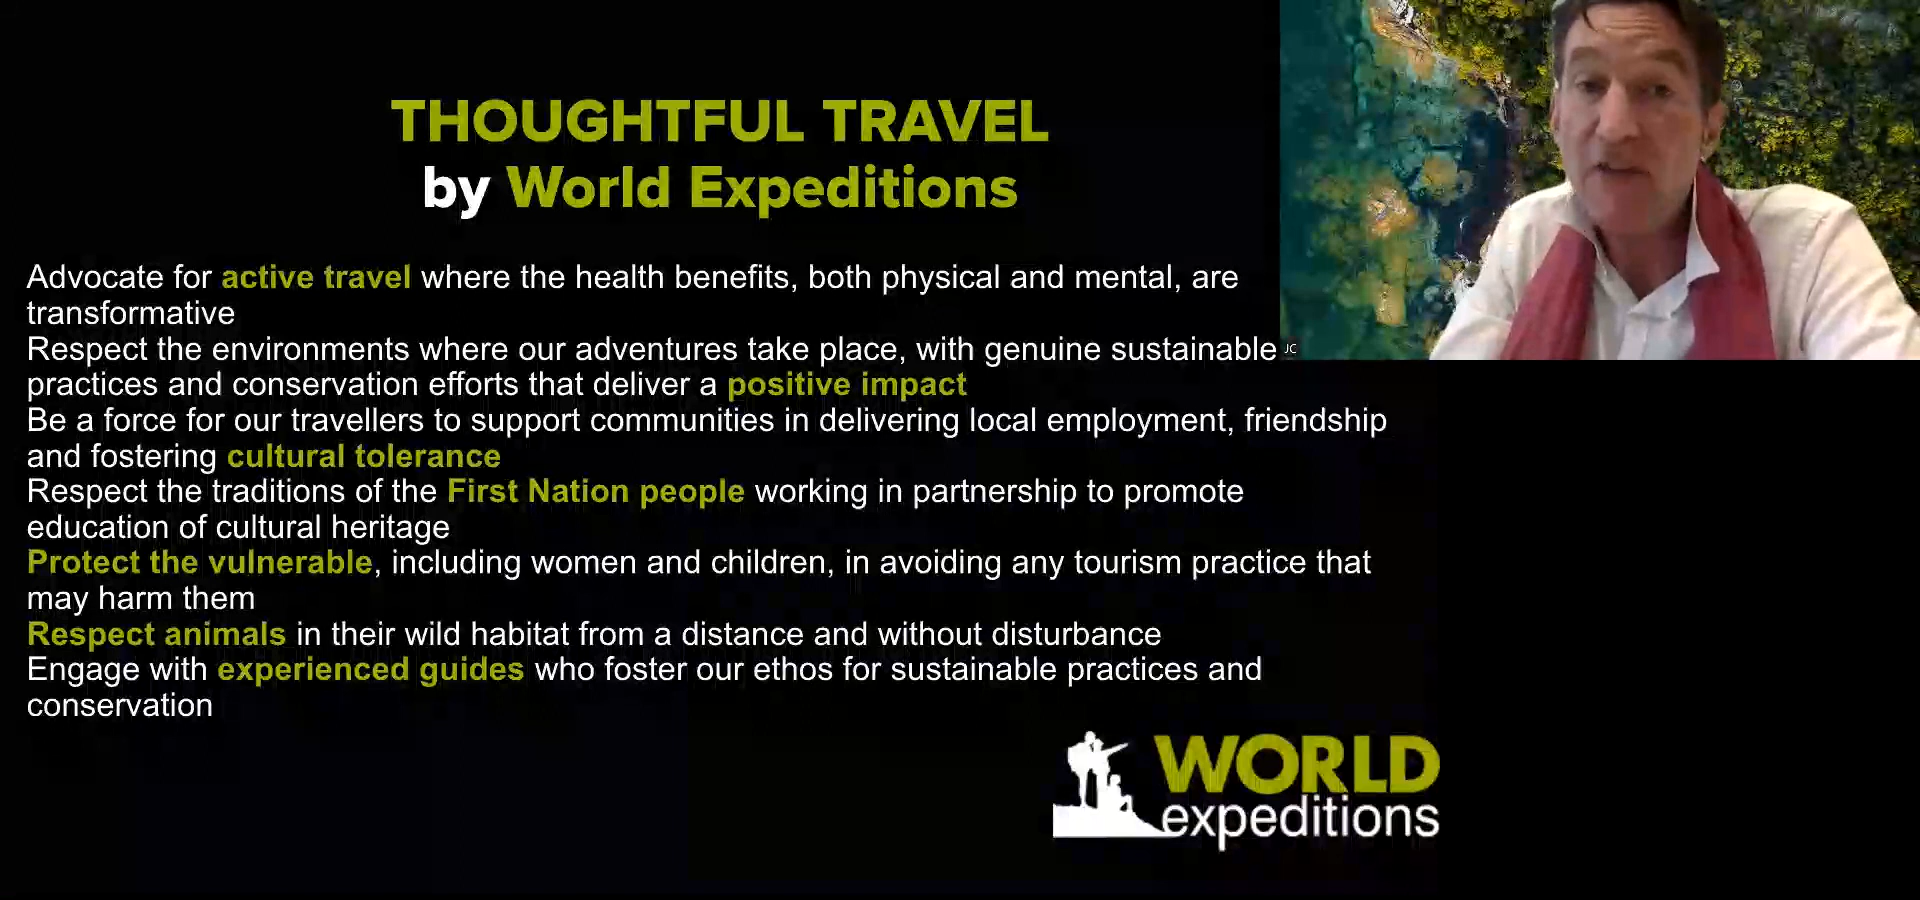 THOUGHTFUL TRAVEL
by World Expeditions
Advocate for active travel where the health benefits, both physical and mental, are
transformative
Respect the environments where our adventures take place, with genuine sustainable
practices and conservation efforts that deliver a positive impact
Be a force for our travellers to support communities in delivering local employment, friendship
and fostering cultural tolerance
Respect the traditions of the First Nation people working in partnership to promote
education of cultural heritage
Protect the vulnerable, including women and children, in avoiding any tourism practice that
may harm them
Respect animals in their wild habitat from a distance and without disturbance
Engage with experienced guides who foster our ethos for sustainable practices and
conservation
JC
WORLD
expeditions